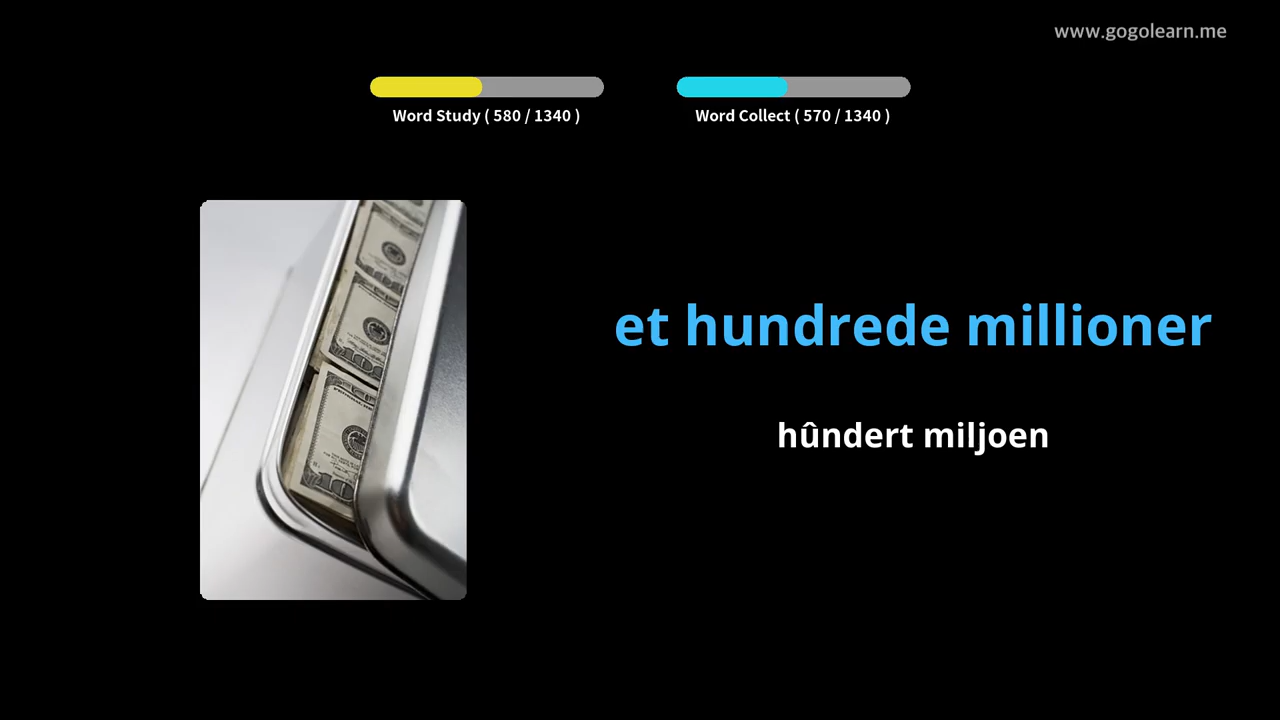 www.gogolearn.me
Word Study ( 580 / 1340 )
Word Collect ( 570 / 1340 )
et hundrede millioner
hûndert miljoen